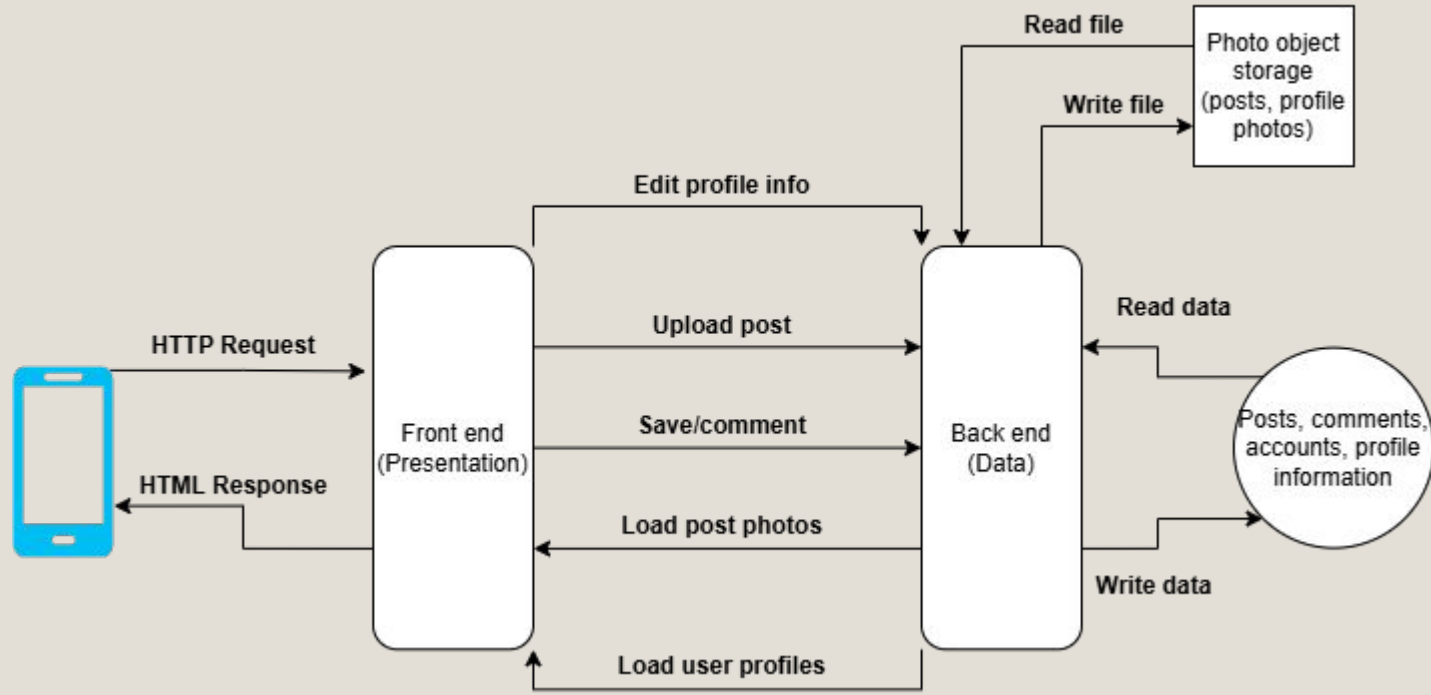 Read file
Photo object
storage
(posts, profile
photos)
Write file
Edit profile info
Upload post
Read data
HTTP Request
Save/comment
Front end
(Presentation)
Back end
(Data)
Posts, comments,
accounts, profile
information
HTML Response
Load post photos
Write data
Load user profiles